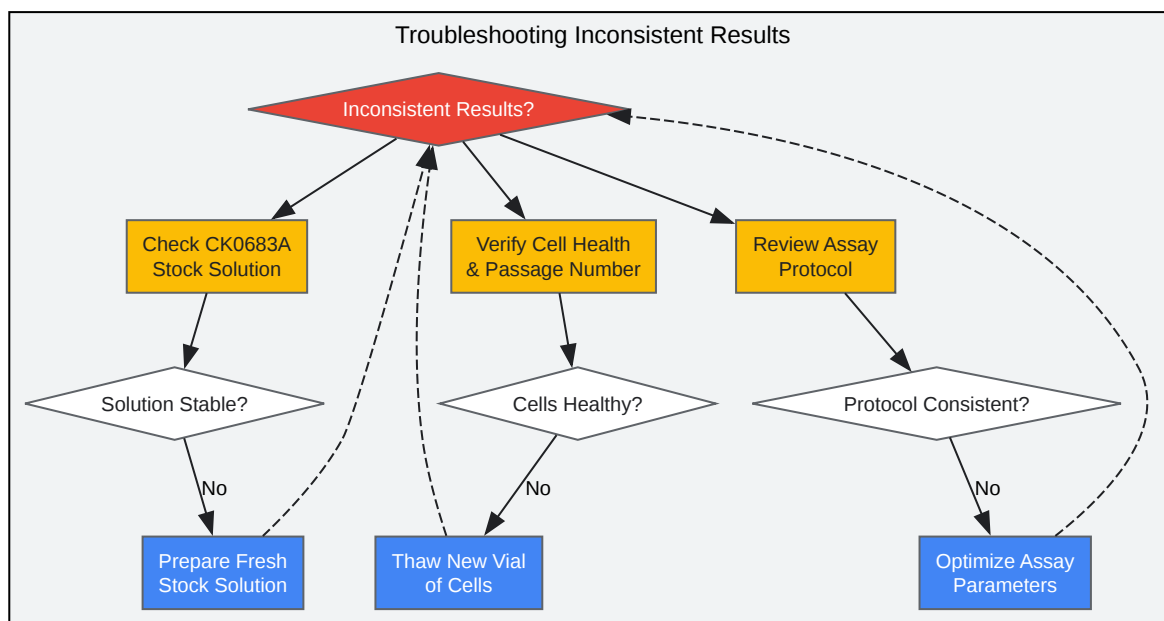 Troubleshooting Inconsistent Results
Inconsistent Results?
Check CK0683A
Stock Solution
Verify Cell Health
& Passage Number
Review Assay
Protocol
Solution Stable?
Cells Healthy?
Protocol Consistent?
No
No
No
Prepare Fresh
Stock Solution
Thaw New Vial
of Cells
Optimize Assay
Parameters